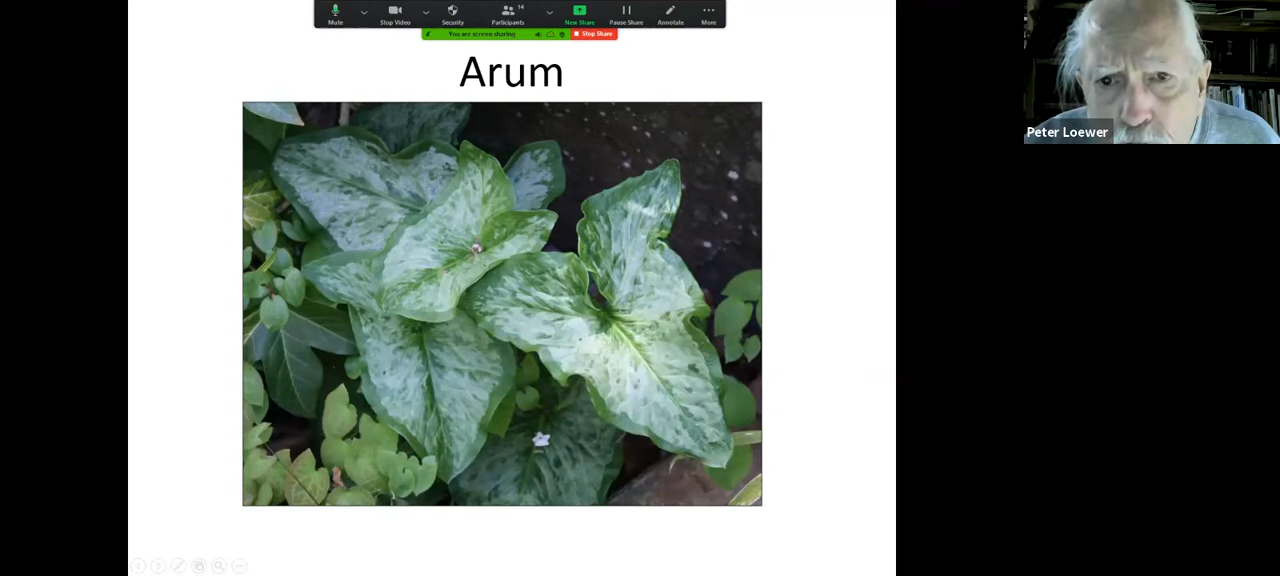 14
Mute Stop Video Security Participants New Share Pause Share Annotate More
You are screen sharing Stop Share
Arum
Peter Loewer